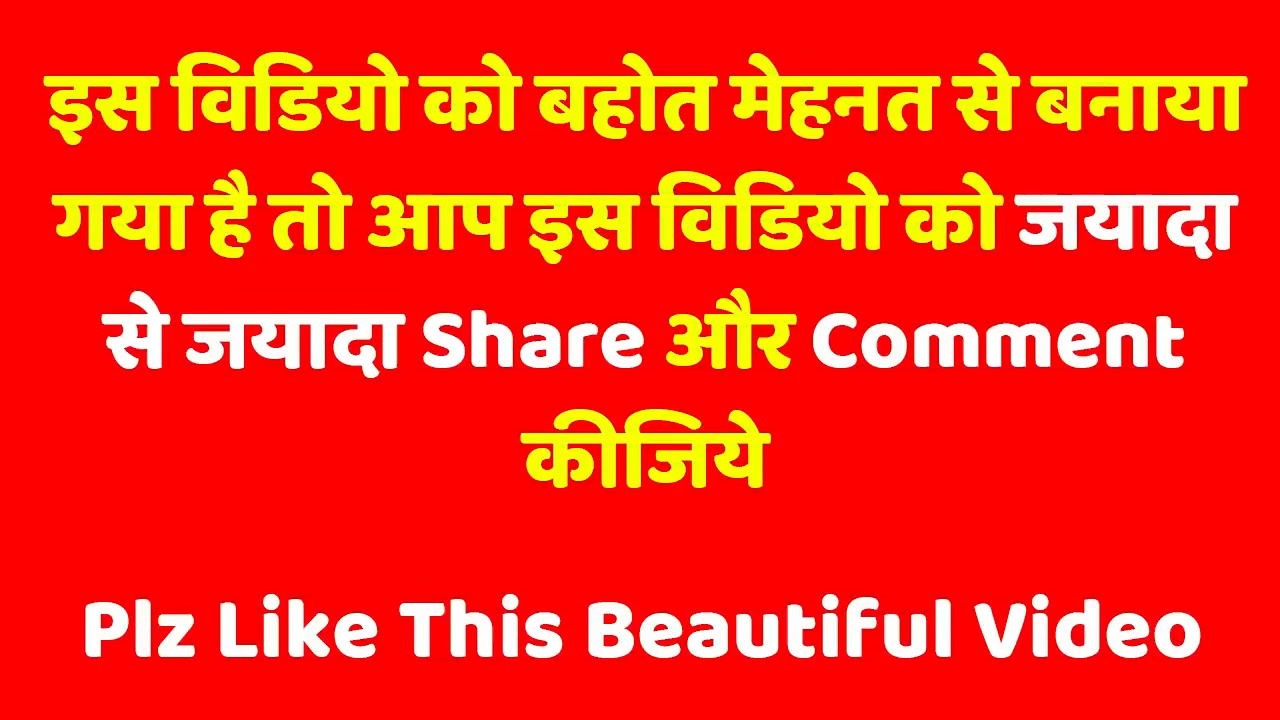 इस विडियो को बहोत मेहनत से बनाया
गया है तो आप इस विडियो को जयादा
से जयादा Share और Comment
कीजिये
Plz Like This Beautiful Video